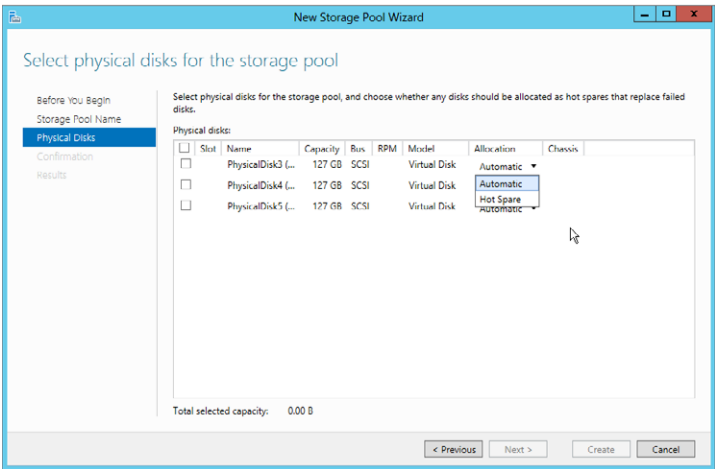 New Storage Pool Wizard
Select physical disks for the storage pool
Before You Begin
Storage Pool Name
Physical Disks
Confirmation
Results
Select physical disks for the storage pool, and choose whether any disks should be allocated as hot spares that replace failed
disks.
Physical disks:
Slot Name Capacity Bus RPM Model Allocation Chassis
PhysicalDisk3 (... 127 GB SCSI Virtual Disk Automatic
PhysicalDisk4 (... 127 GB SCSI Virtual Disk Automatic
Hot Spare
PhysicalDisk5 (... 127 GB SCSI Virtual Disk Automatic
Total selected capacity: 0.00 B
< Previous Next > Create Cancel